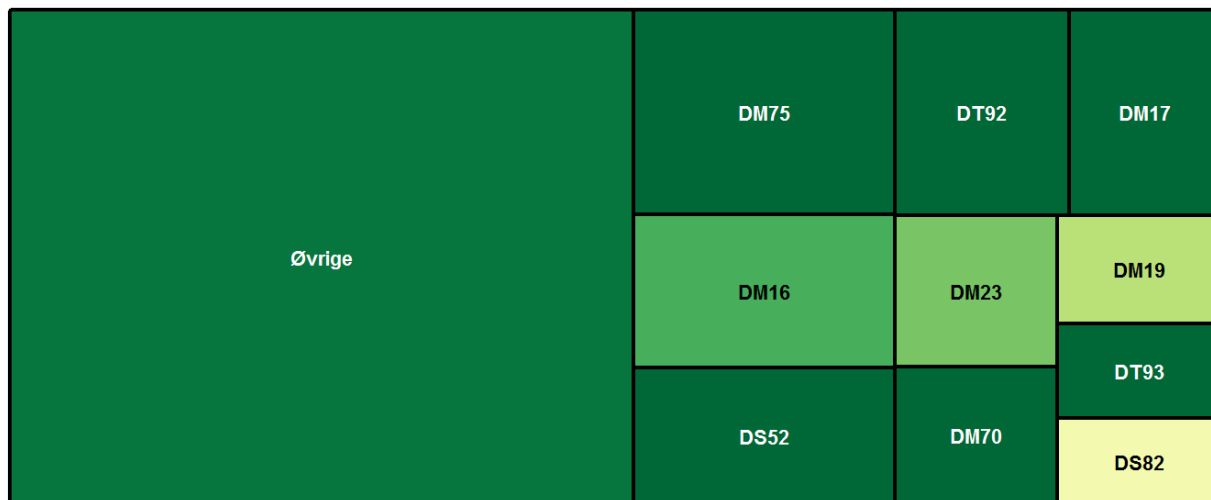 Øvrige
DM75
DT92
DM17
DM16
DM23
DM19
DT93
DS52
DM70
DS82